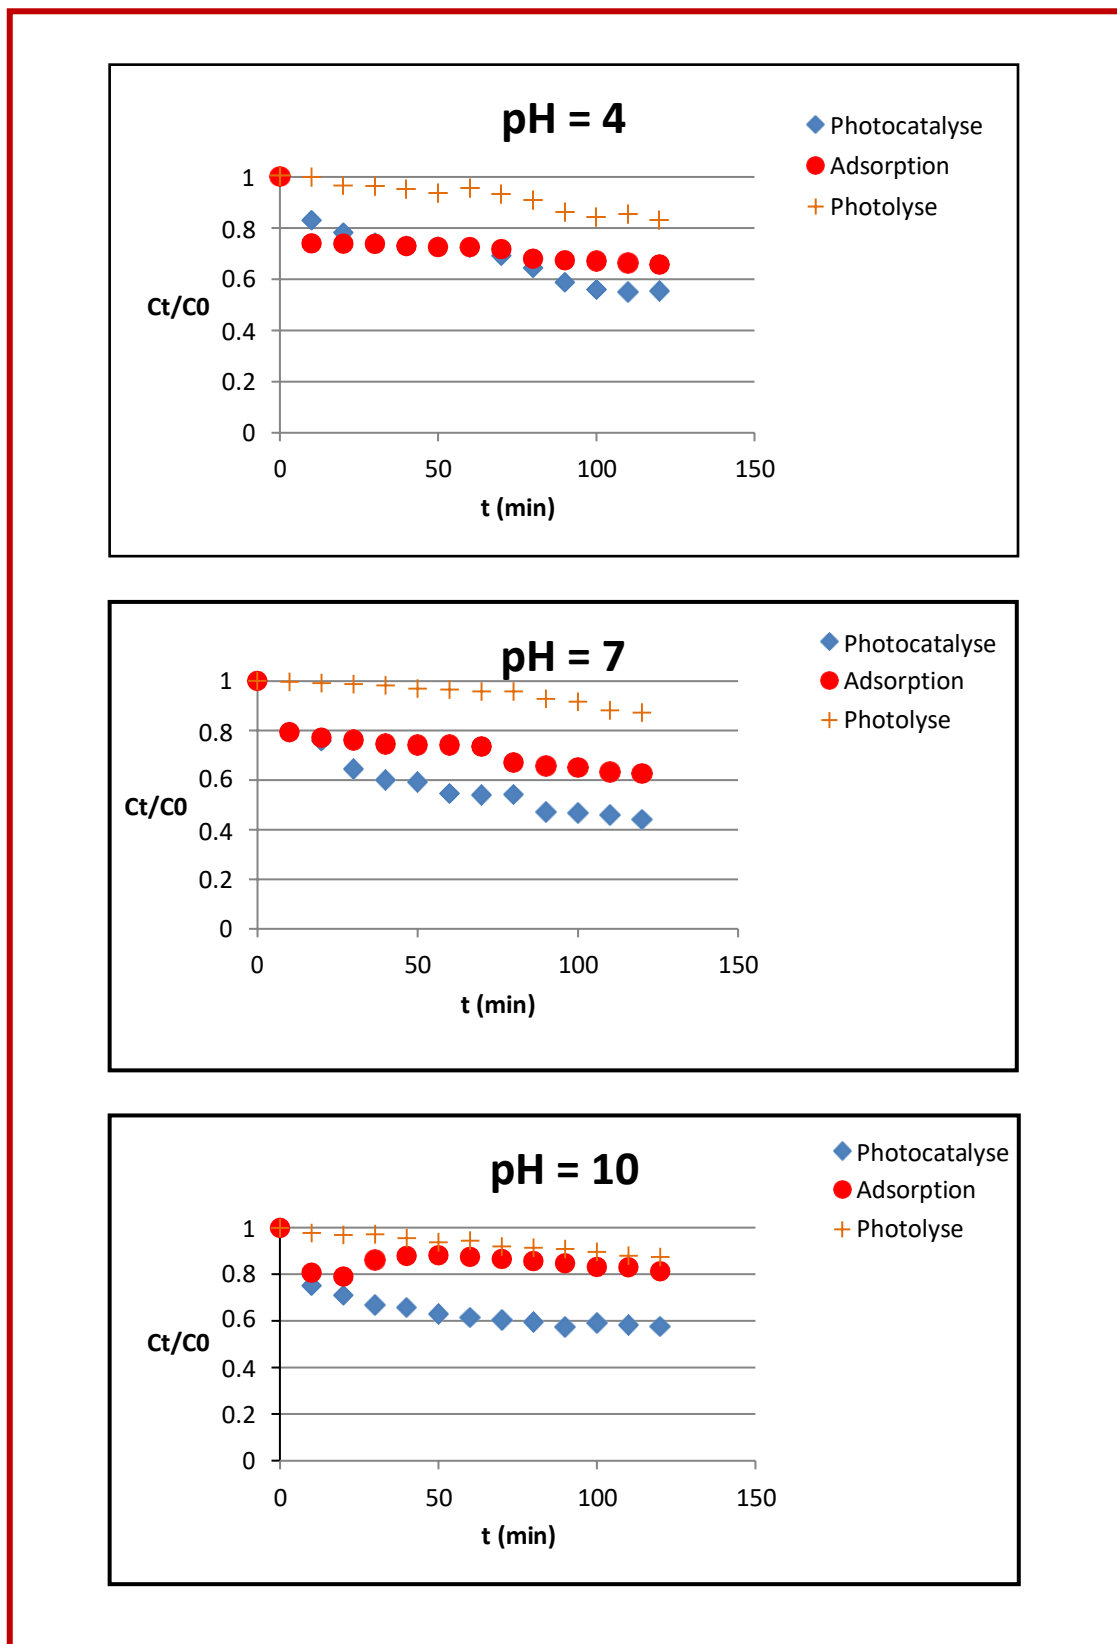 pH = 4
Photocatalyse
Adsorption
Photolyse
1
0.8
0.6
0.4
0.2
0
Ct/C0
0 50 100 150
t (min)
pH = 7
Photocatalyse
Adsorption
Photolyse
1
0.8
0.6
0.4
0.2
0
Ct/C0
0 50 100 150
t (min)
pH = 10
Photocatalyse
Adsorption
Photolyse
1
0.8
0.6
0.4
0.2
0
Ct/C0
0 50 100 150
t (min)